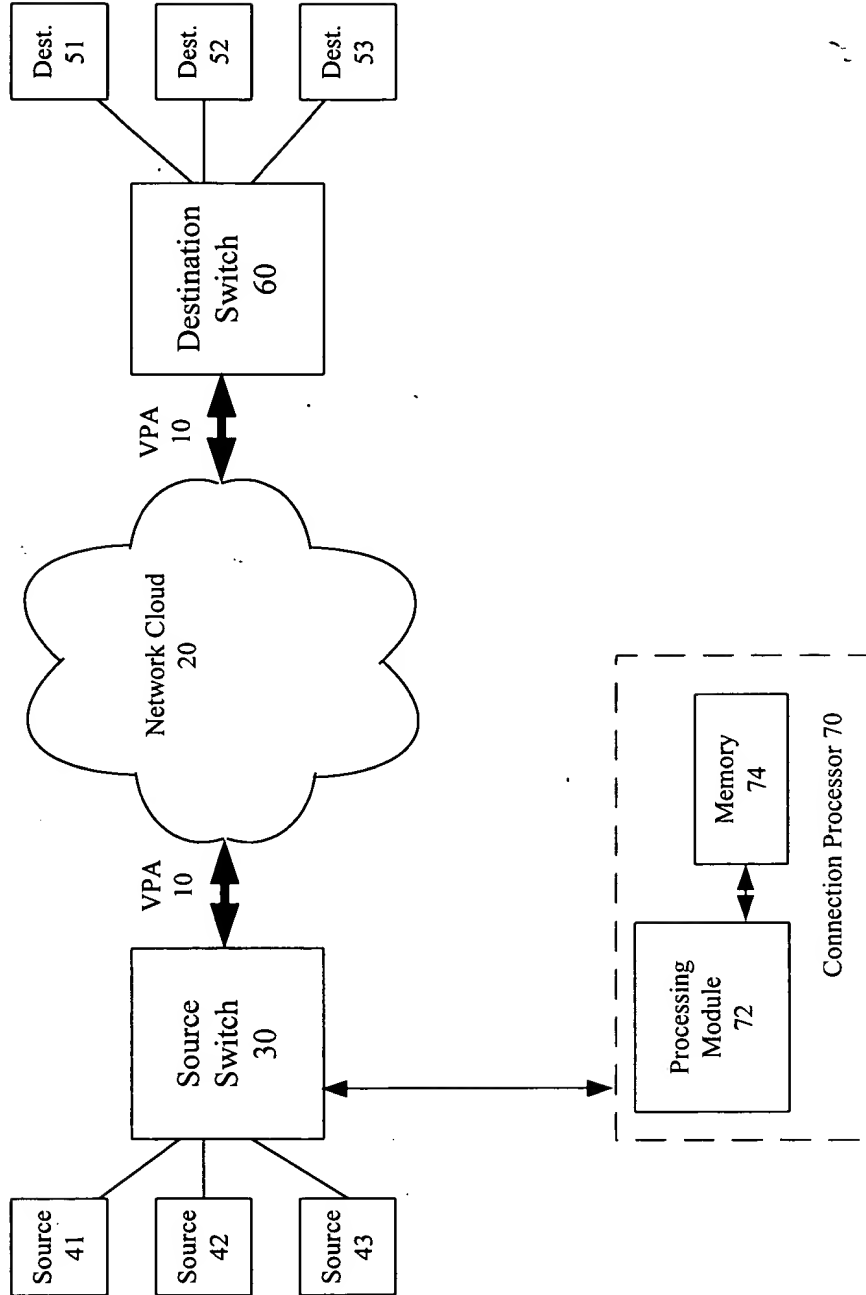 Source
41
Source
42
Source
43
Source
Switch
30
VPA
10
Network Cloud
20
VPA
10
Destination
Switch
60
Dest.
51
Dest.
52
Dest.
53
Processing
Module
72
Memory
74
Connection Processor 70